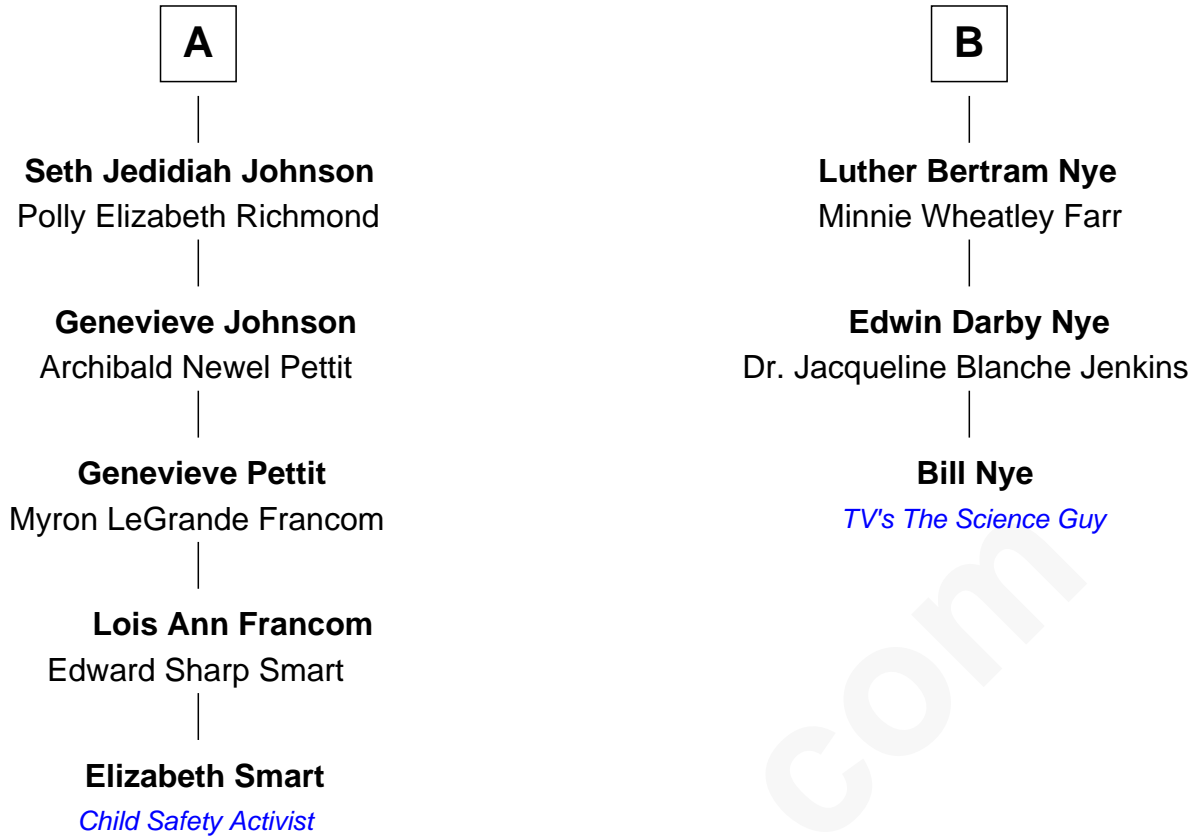 A
Seth Jedidiah Johnson
Polly Elizabeth Richmond
Genevieve Johnson
Archibald Newel Pettit
Genevieve Pettit
Myron LeGrande Francom
Lois Ann Francom
Edward Sharp Smart
Elizabeth Smart
Child Safety Activist
B
Luther Bertram Nye
Minnie Wheatley Farr
Edwin Darby Nye
Dr. Jacqueline Blanche Jenkins
Bill Nye
TV's The Science Guy
com